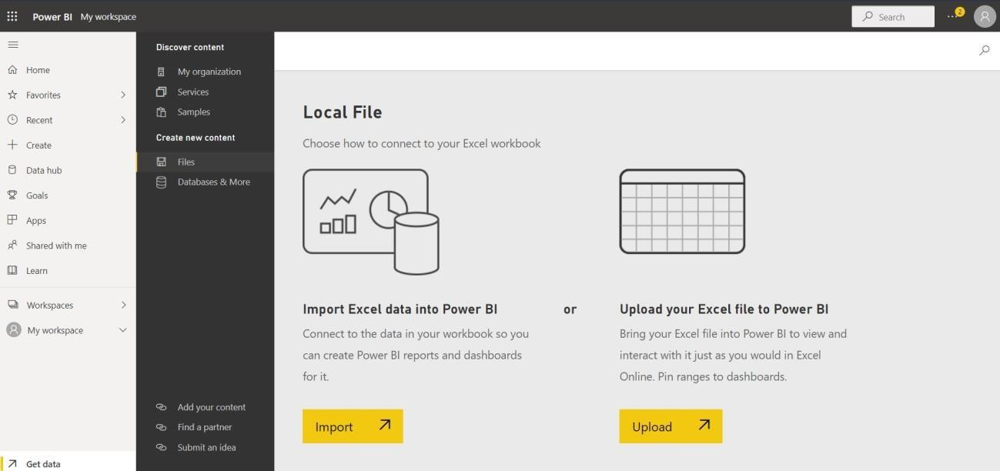 Power BI My workspace
Search
2
Home
Favorites
Recent
Create
Data hub
Goals
Apps
Shared with me
Learn
Workspaces
My workspace
Get data
Discover content
My organization
Services
Samples
Create new content
Files
Databases & More
Add your content
Find a partner
Submit an idea
Local File
Choose how to connect to your Excel workbook
Import Excel data into Power BI
Connect to the data in your workbook so you
can create Power BI reports and dashboards
for it.
Import
or
Upload your Excel file to Power BI
Bring your Excel file into Power BI to view and
interact with it just as you would in Excel
Online. Pin ranges to dashboards.
Upload